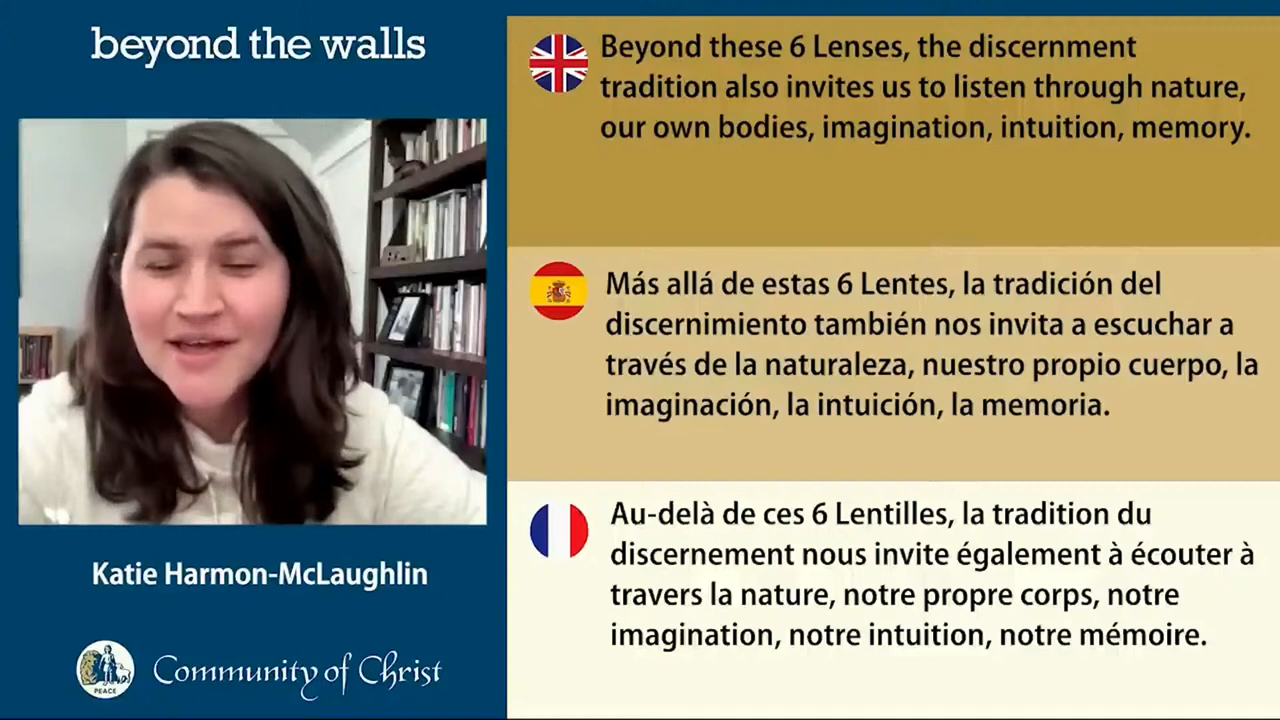 beyond the walls
Beyond these 6 Lenses, the discernment
tradition also invites us to listen through nature,
our own bodies, imagination, intuition, memory.
Más allá de estas 6 Lentes, la tradición del
discernimiento también nos invita a escuchar a
través de la naturaleza, nuestro propio cuerpo, la
imaginación, la intuición, la memoria.
Au-delà de ces 6 Lentilles, la tradition du
discernement nous invite également à écouter à
travers la nature, notre propre corps, notre
imagination, notre intuition, notre mémoire.
Katie Harmon-McLaughlin
PEACE
Community of Christ